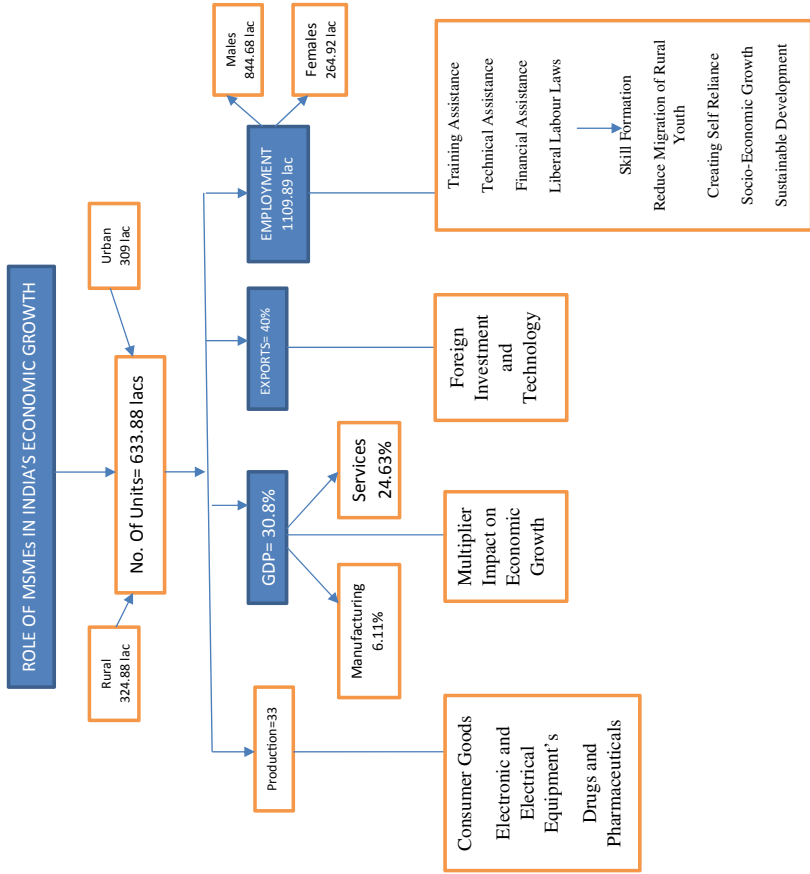 ROLE OF MSMEs IN INDIA'S ECONOMIC GROWTH
Rural
324.88 lac
No. Of Units= 633.88 lacs
Urban
309 lac
Production=33
GDP= 30.8%
EXPORTS= 40%
EMPLOYMENT
1109.89 lac
Males
844.68 lac
Females
264.92 lac
Manufacturing
6.11%
Services
24.63%
Consumer Goods
Electronic and
Electrical
Equipment's
Drugs and
Pharmaceuticals
Multiplier
Impact on
Economic
Growth
Foreign
Investment
and
Technology
Training Assistance
Technical Assistance
Financial Assistance
Liberal Labour Laws
Skill Formation
Reduce Migration of Rural
Youth
Creating Self Reliance
Socio-Economic Growth
Sustainable Development